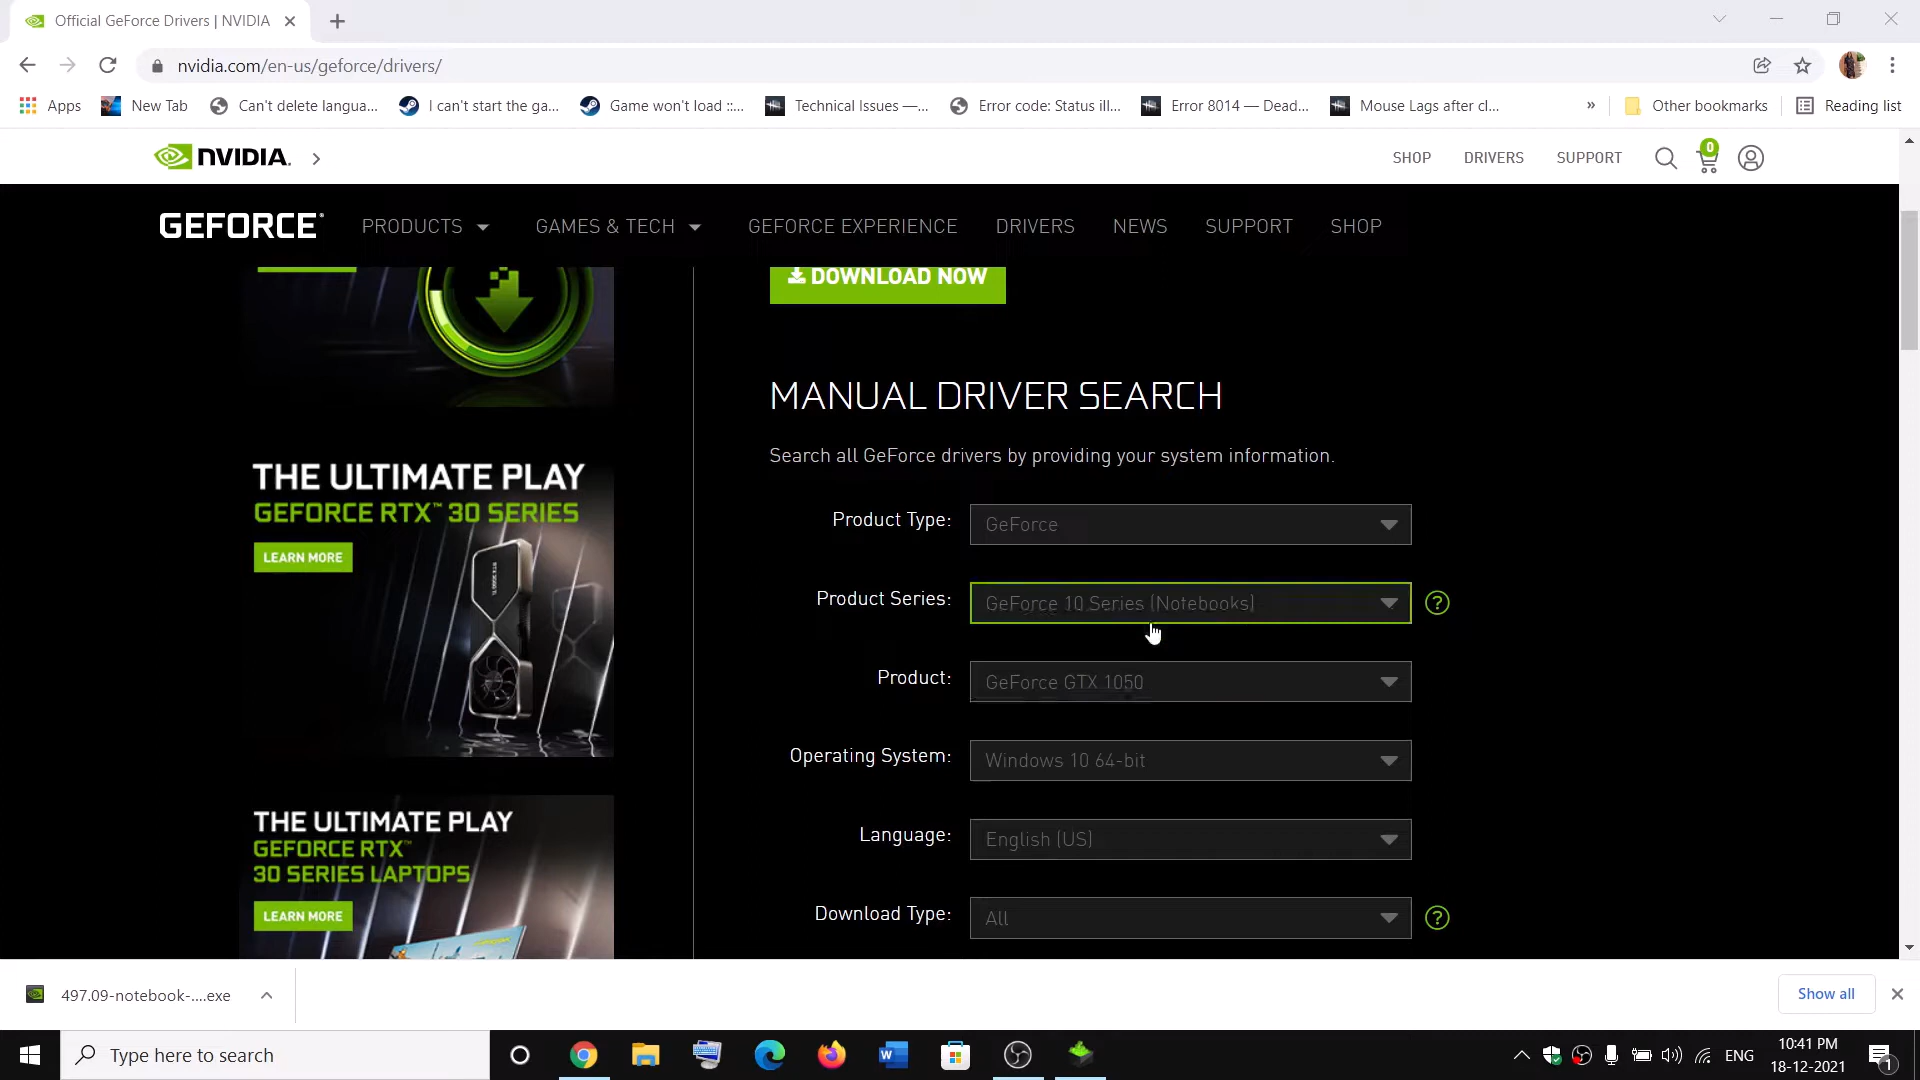 Official GeForce Drivers | NVIDIA
nvidia.com/en-us/geforce/drivers/
Apps New Tab Can't delete langua... I can't start the ga... Game won't load ::... Technical Issues —... Error code: Status ill... Error 8014 — Dead... Mouse Lags after cl... » Other bookmarks Reading list
NVIDIA. SHOP DRIVERS SUPPORT 0
GEFORCE PRODUCTS GAMES & TECH GEFORCE EXPERIENCE DRIVERS NEWS SUPPORT SHOP
DOWNLOAD NOW
MANUAL DRIVER SEARCH
Search all GeForce drivers by providing your system information.
Product Type: GeForce
Product Series: GeForce 10 Series (Notebooks) ?
Product: GeForce GTX 1050
Operating System: Windows 10 64-bit
Language: English (US)
Download Type: All ?
THE ULTIMATE PLAY
GEFORCE RTX™ 30 SERIES
LEARN MORE
THE ULTIMATE PLAY
GEFORCE RTX™
30 SERIES LAPTOPS
LEARN MORE
497.09-notebook-....exe Show all
Type here to search
ENG
10:41 PM
18-12-2021
1